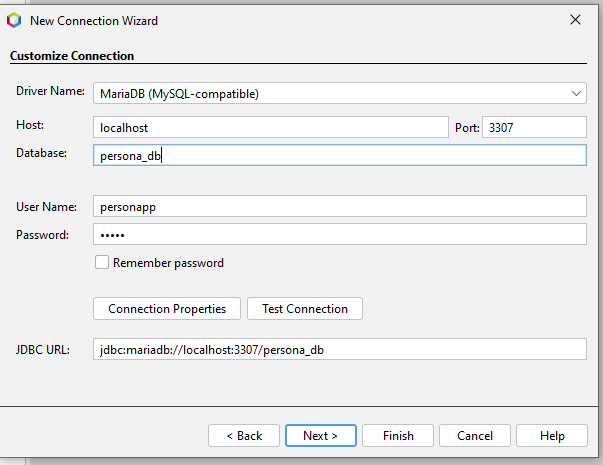 New Connection Wizard
Customize Connection
Driver Name: MariaDB (MySQL-compatible)
Host: localhost Port: 3307
Database: persona_db
User Name: personapp
Password: •••••
Remember password
Connection Properties Test Connection
JDBC URL: jdbc:mariadb://localhost:3307/persona_db
< Back Next > Finish Cancel Help